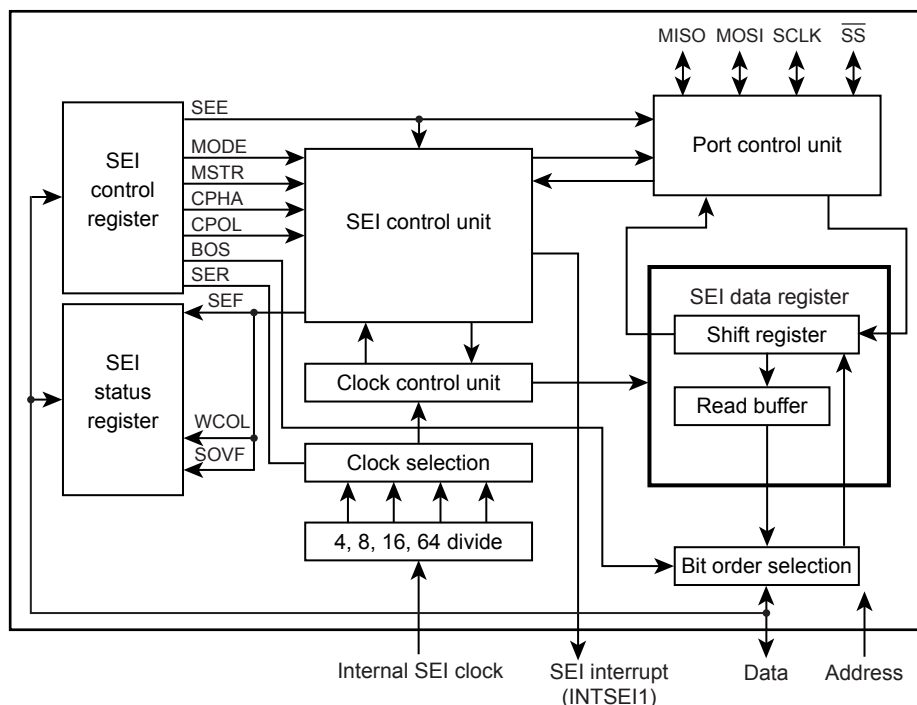 MISO MOSI SCLK SS
SEE
SEI
control
register
MODE
MSTR
CPHA
CPOL
BOS
SER
SEI control unit
Port control unit
SEI data register
Shift register
Read buffer
SEF
SEI
status
register
WCOL
SOVF
Clock control unit
Clock selection
4, 8, 16, 64 divide
Bit order selection
Internal SEI clock
SEI interrupt
(INTSEI1)
Data
Address